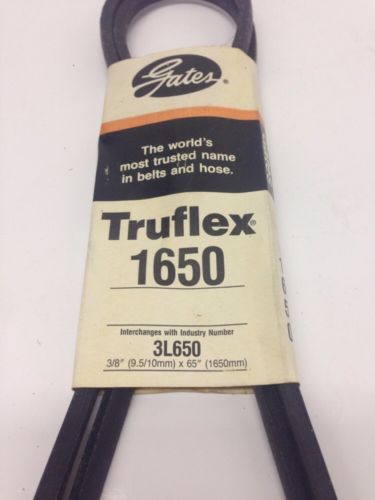 Gates®
The world's
most trusted name
in belts and hose.
Truflex®
1650
Interchanges with Industry Number
3L650
3/8" (9.5/10mm) x 65" (1650mm)